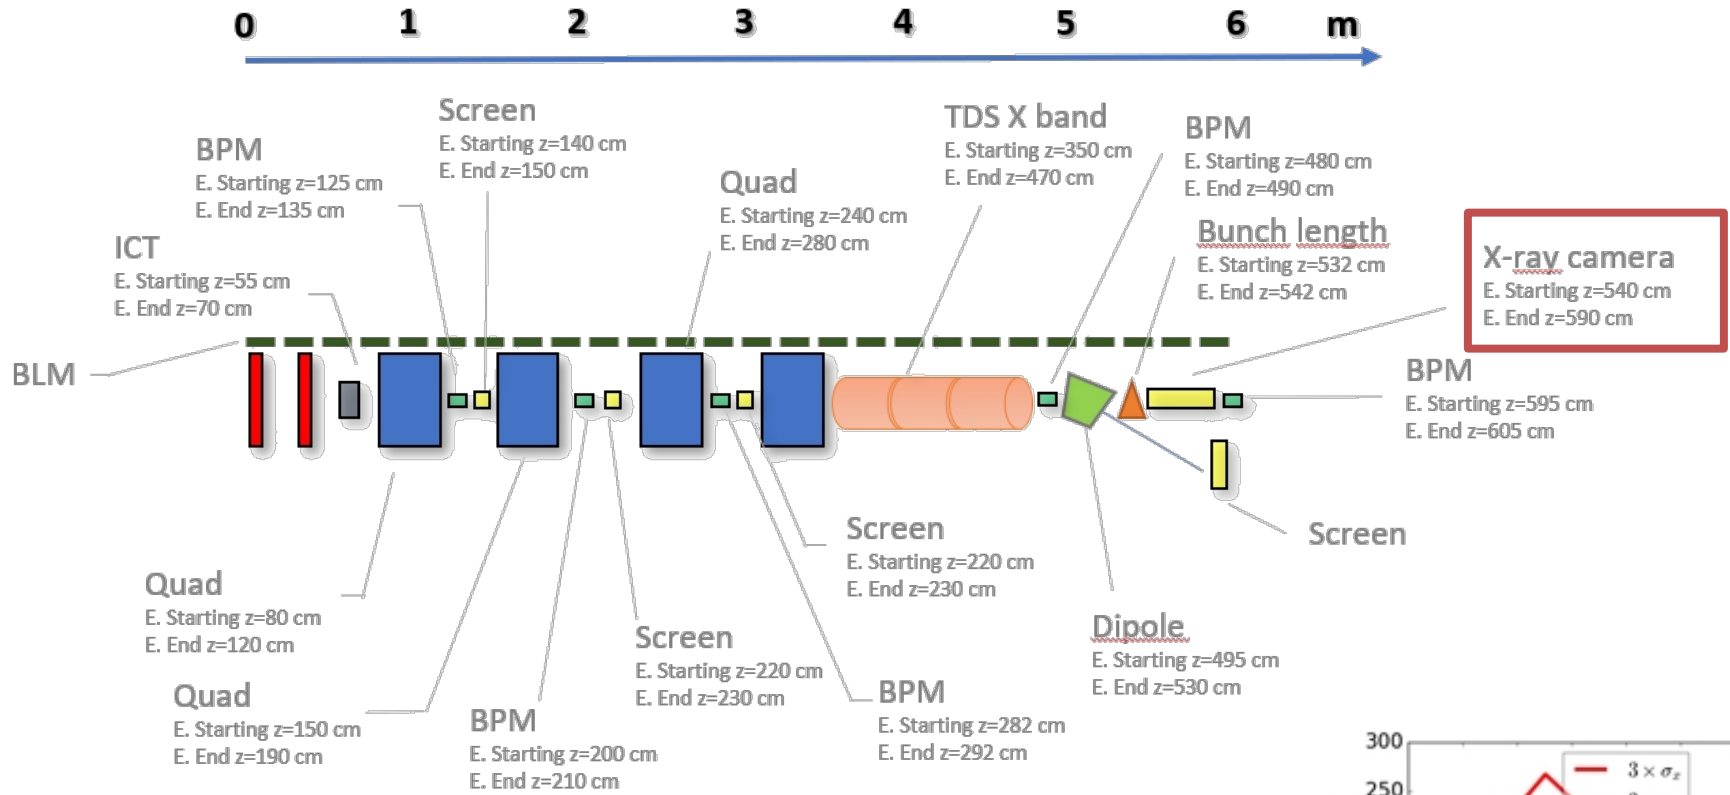 0 1 2 3 4 5 6 m
Screen
E. Starting z=140 cm
E. End z=150 cm
TDS X band
E. Starting z=350 cm
E. End z=470 cm
BPM
E. Starting z=480 cm
E. End z=490 cm
BPM
E. Starting z=125 cm
E. End z=135 cm
Quad
E. Starting z=240 cm
E. End z=280 cm
Bunch length
E. Starting z=532 cm
E. End z=542 cm
ICT
E. Starting z=55 cm
E. End z=70 cm
X-ray camera
E. Starting z=540 cm
E. End z=590 cm
BLM
BPM
E. Starting z=595 cm
E. End z=605 cm
Screen
E. Starting z=220 cm
E. End z=230 cm
Screen
Quad
E. Starting z=80 cm
E. End z=120 cm
Screen
E. Starting z=220 cm
E. End z=230 cm
Dipole
E. Starting z=495 cm
E. End z=530 cm
Quad
E. Starting z=150 cm
E. End z=190 cm
BPM
E. Starting z=200 cm
E. End z=210 cm
BPM
E. Starting z=282 cm
E. End z=292 cm
300
3 × σx
250